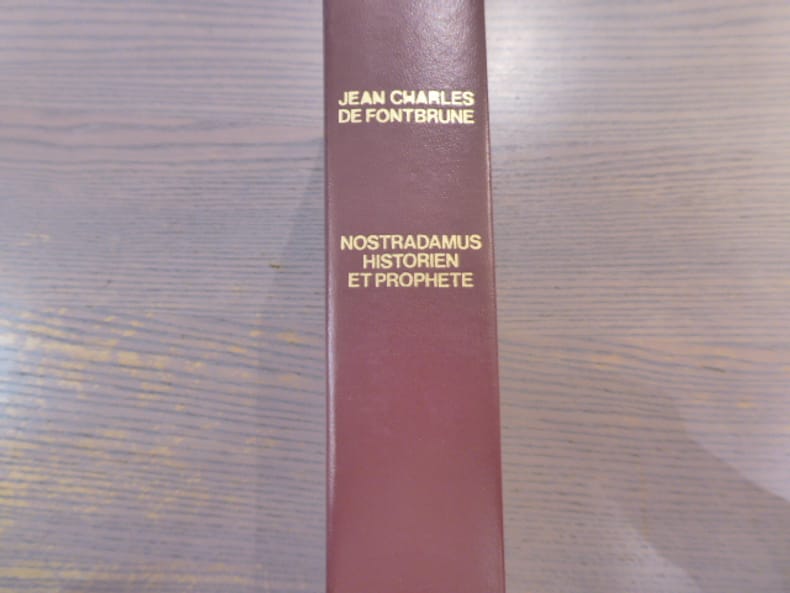 JEAN CHARLES
DE FONTBRUNE
NOSTRADAMUS
HISTORIEN
ET PROPHETE